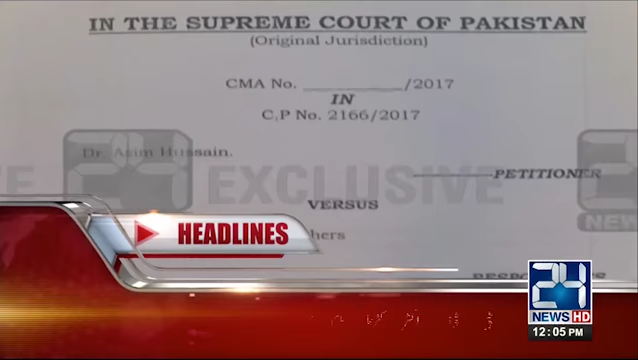 IN THE SUPREME COURT OF PAKISTAN
(Original Jurisdiction)
CMA No. ________/2017
IN
C,P No. 2166/2017
Dr. Asim Hussain.
EXCLUSIVE
PETITIONER
VERSUS
HEADLINES
24
NEWS HD
12:05 PM